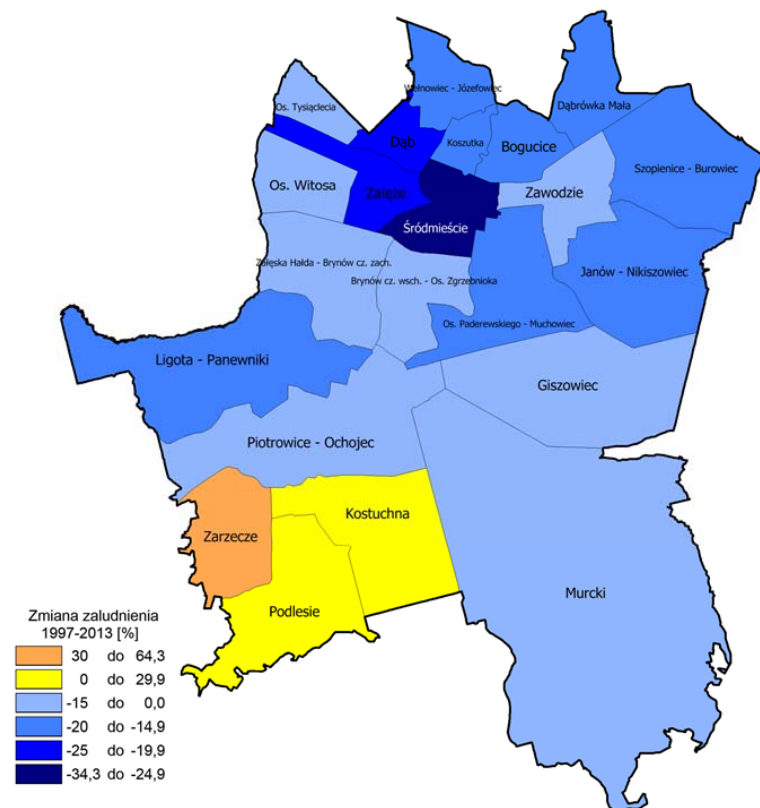 Wełnowiec - Józefowiec
Os. Tysiąclecia
Dąbrówka Mała
Dąb
Koszutka
Bogucice
Szopienice - Burowiec
Os. Witosa
Załęże
Zawodzie
Śródmieście
Załęska Hałda - Brynów cz. zach.
Janów - Nikiszowiec
Brynów cz. wsch. - Os. Zgrzebnioka
Os. Paderewskiego - Muchowiec
Ligota - Panewniki
Giszowiec
Piotrowice - Ochojec
Kostuchna
Zarzecze
Murcki
Podlesie
Zmiana zaludnienia
1997-2013 [%]
30 do 64,3
0 do 29,9
-15 do 0,0
-20 do -14,9
-25 do -19,9
-34,3 do -24,9